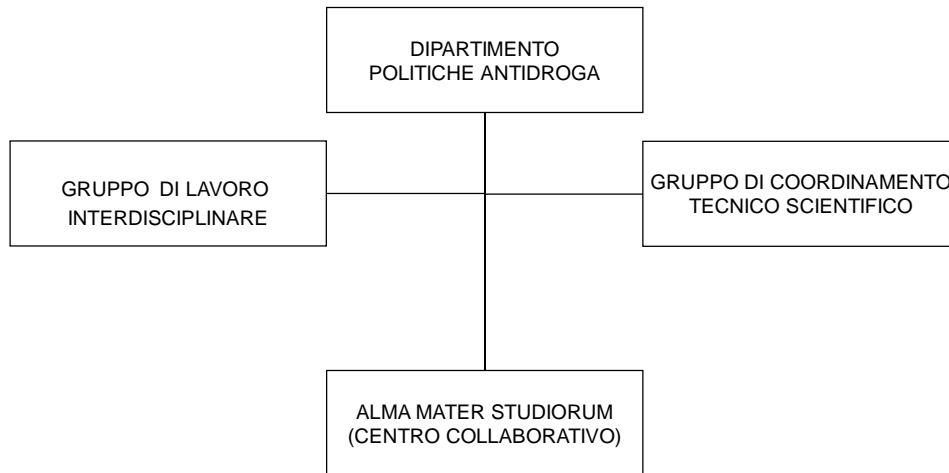 DIPARTIMENTO
POLITICHE ANTIDROGA
GRUPPO DI LAVORO
INTERDISCIPLINARE
GRUPPO DI COORDINAMENTO
TECNICO SCIENTIFICO
ALMA MATER STUDIORUM
(CENTRO COLLABORATIVO)